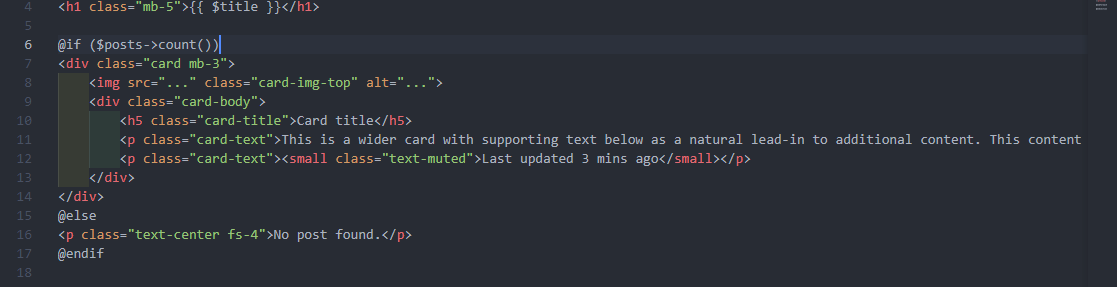 4 <h1 class="mb-5">{{ $title }}</h1>
5
6 @if ($posts->count())
7 <div class="card mb-3">
8     <img src="..." class="card-img-top" alt="...">
9     <div class="card-body">
10         <h5 class="card-title">Card title</h5>
11         <p class="card-text">This is a wider card with supporting text below as a natural lead-in to additional content. This content
12         <p class="card-text"><small class="text-muted">Last updated 3 mins ago</small></p>
13     </div>
14 </div>
15 @else
16 <p class="text-center fs-4">No post found.</p>
17 @endif
18